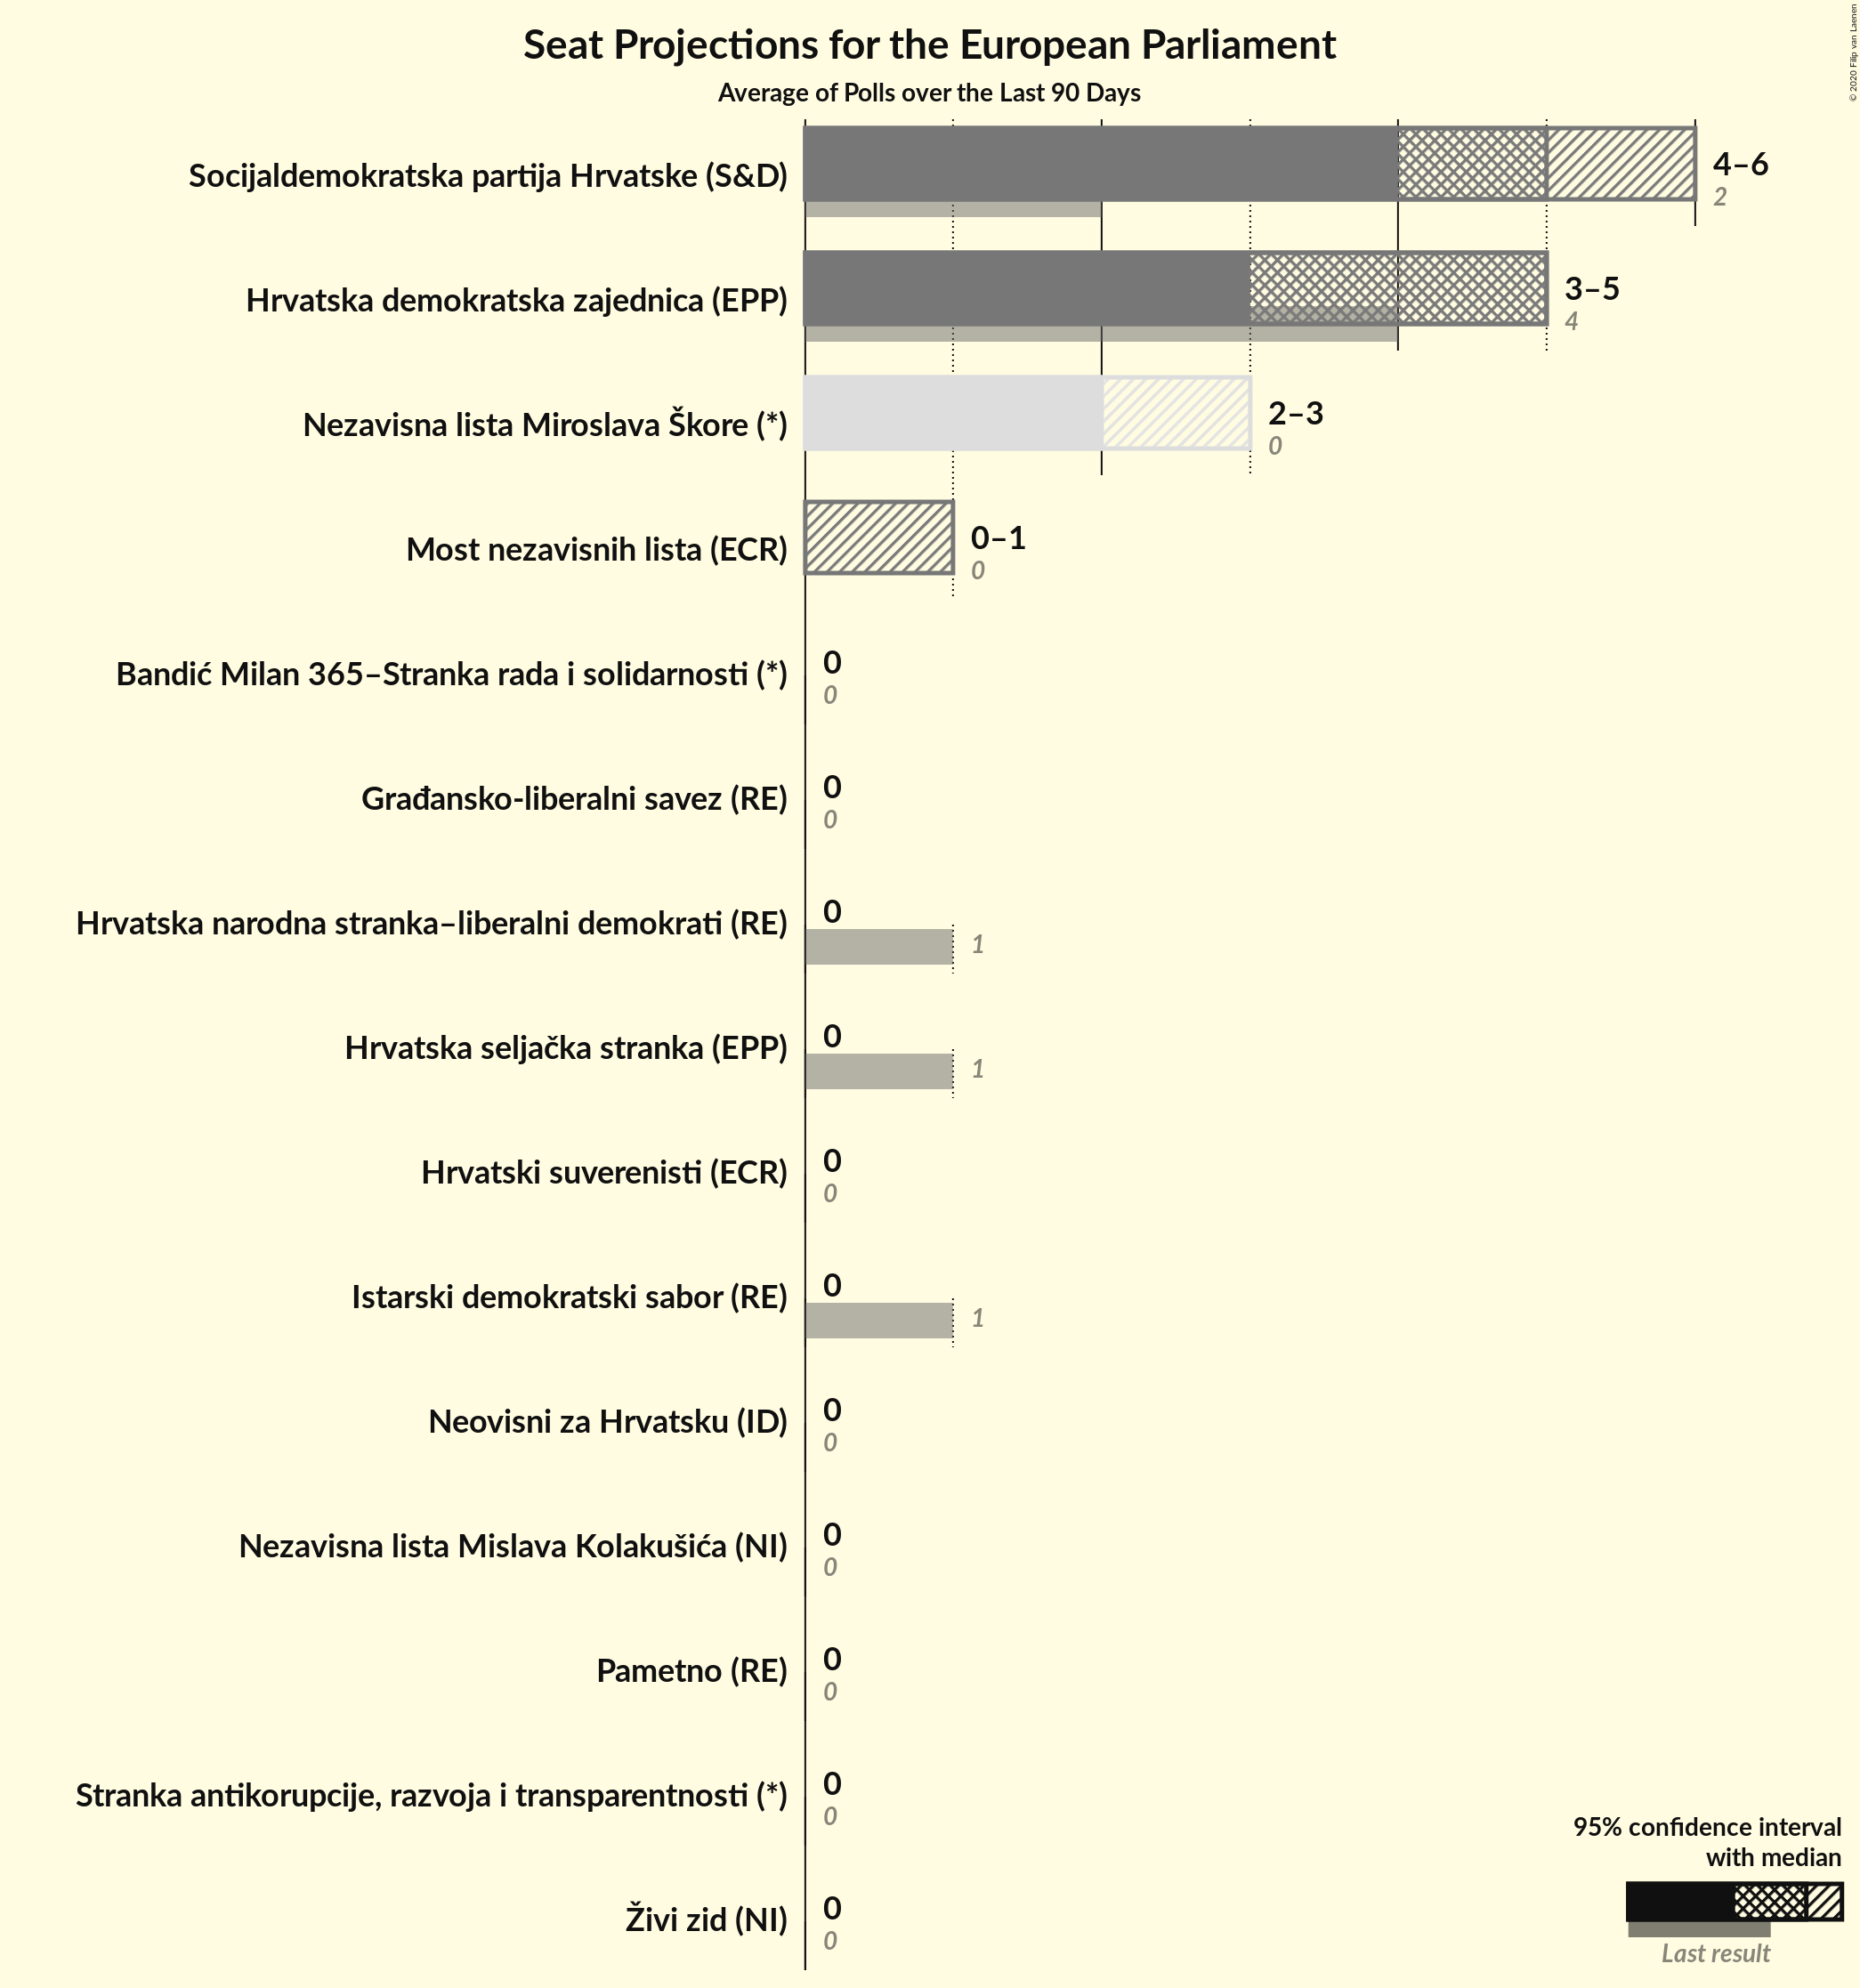 Seat Projections for the European Parliament
Average of Polls over the Last 90 Days
© 2020 Filip van Laenen
Socijaldemokratska partija Hrvatske (S&D)
4–6
2
Hrvatska demokratska zajednica (EPP)
3–5
4
Nezavisna lista Miroslava Škore (*)
2–3
0
Most nezavisnih lista (ECR)
0–1
0
Bandić Milan 365–Stranka rada i solidarnosti (*)
0
0
Građansko-liberalni savez (RE)
0
0
Hrvatska narodna stranka–liberalni demokrati (RE)
0
1
Hrvatska seljačka stranka (EPP)
0
1
Hrvatski suverenisti (ECR)
0
0
Istarski demokratski sabor (RE)
0
1
Neovisni za Hrvatsku (ID)
0
0
Nezavisna lista Mislava Kolakušića (NI)
0
0
Pametno (RE)
0
0
Stranka antikorupcije, razvoja i transparentnosti (*)
0
0
Živi zid (NI)
0
0
95% confidence interval
with median
Last result